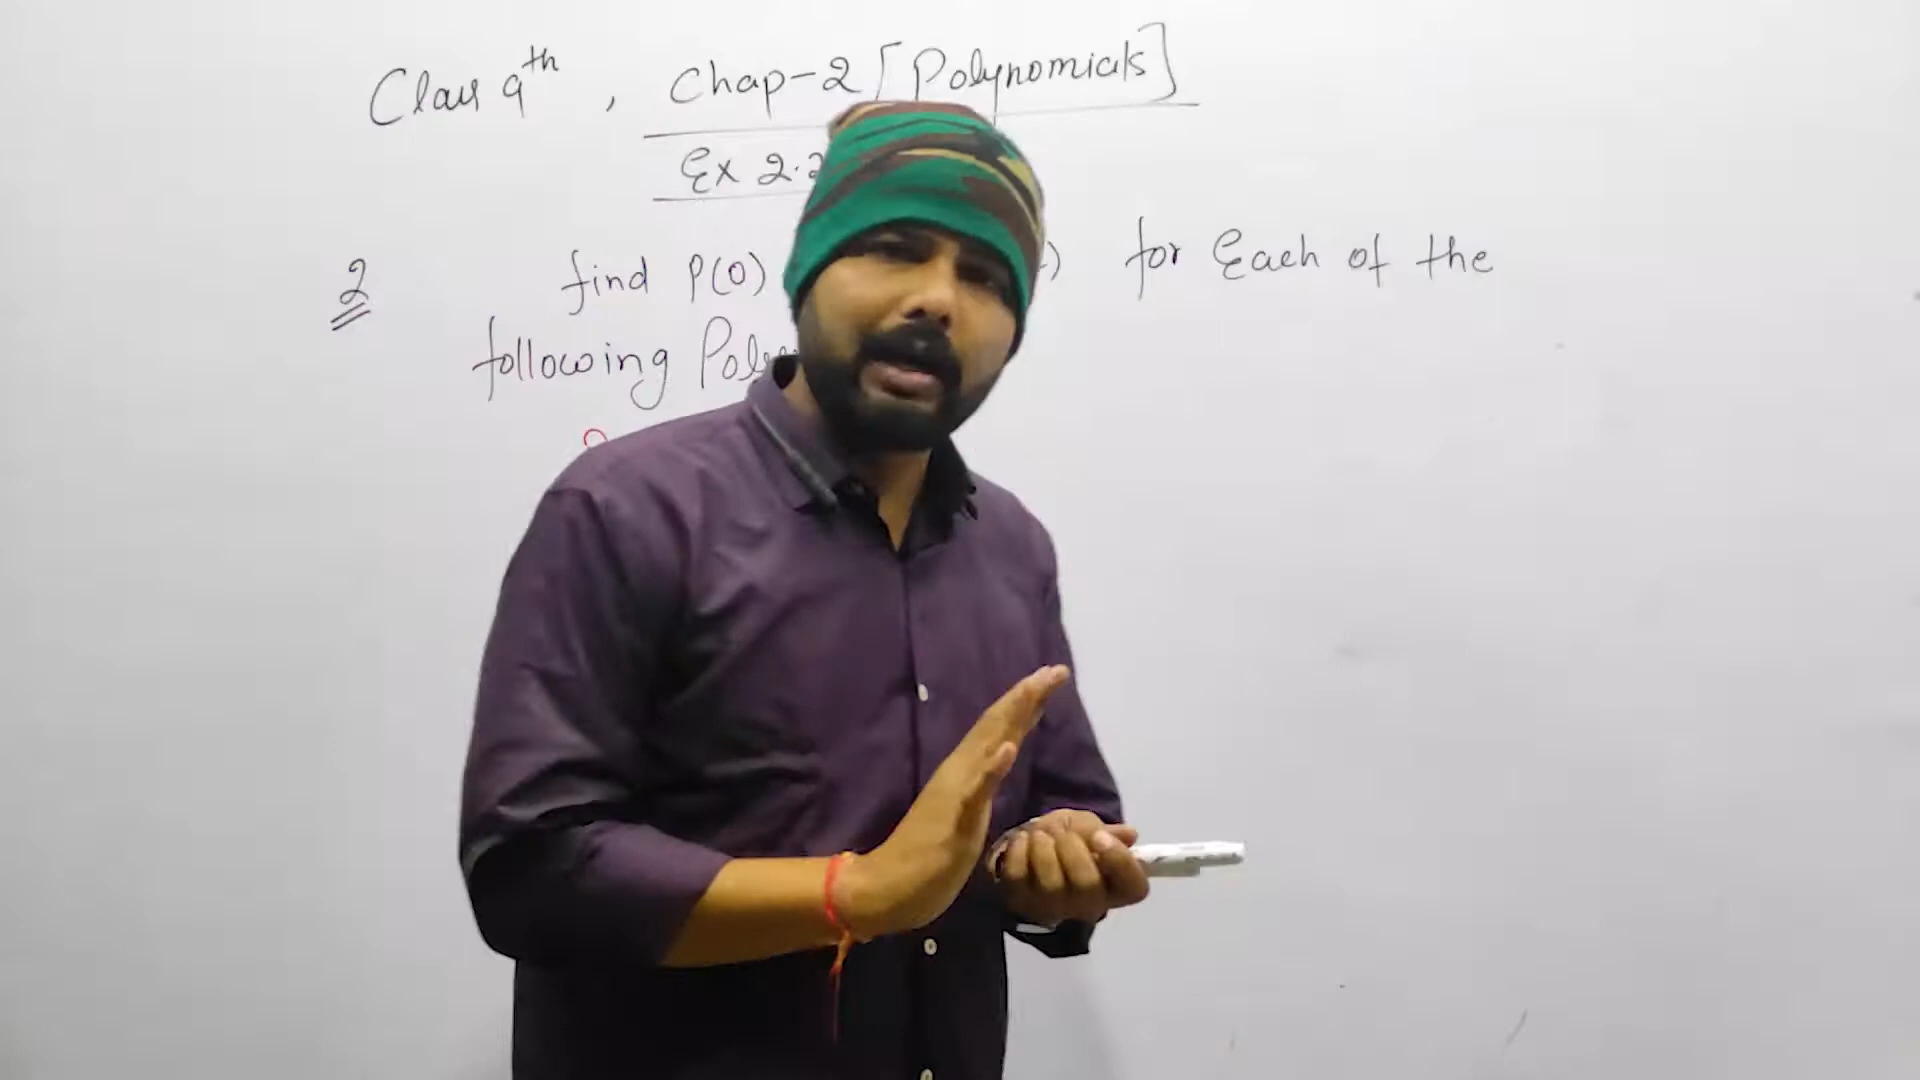 Class 9th, Chap-2 [Polynomials]
Ex 2.2
2 find P(0) ) for Each of the
following